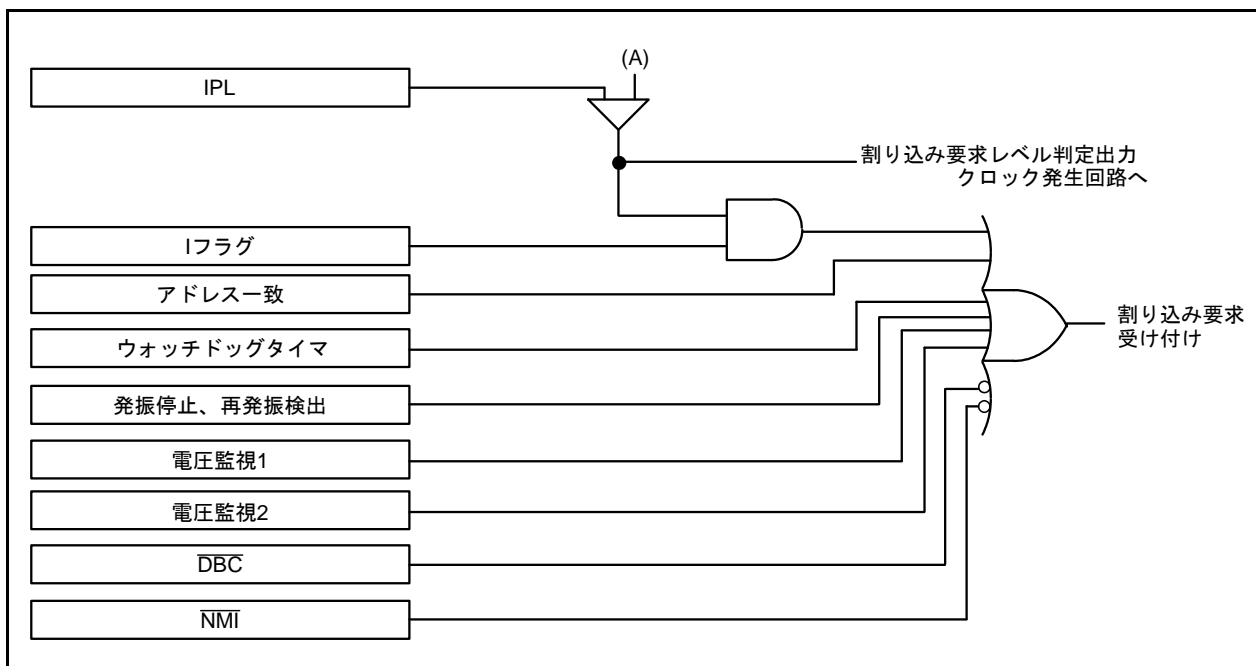 (A)
IPL
割り込み要求レベル判定出力
クロック発生回路へ
Iフラグ
アドレス一致
ウォッチドッグタイマ
割り込み要求
受け付け
発振停止、再発振検出
電圧監視1
電圧監視2
D̅B̅C̅
N̅M̅I̅